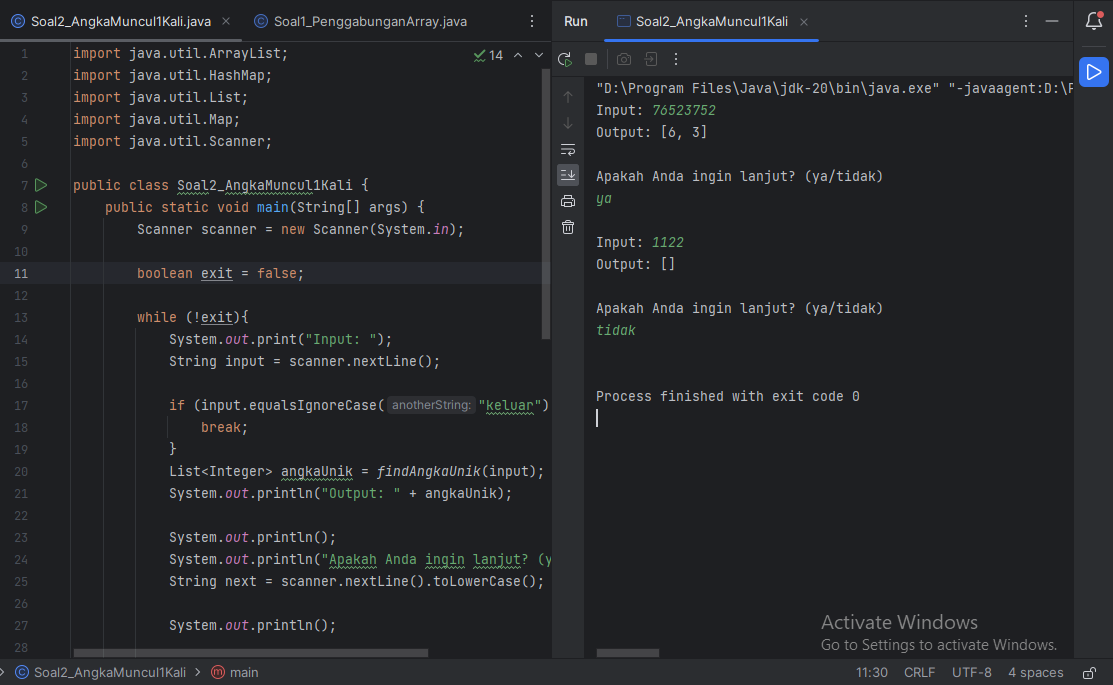 Soal2_AngkaMuncul1Kali.java
Soal1_PenggabunganArray.java
Run
Soal2_AngkaMuncul1Kali
14
1 import java.util.ArrayList;
2 import java.util.HashMap;
3 import java.util.List;
4 import java.util.Map;
5 import java.util.Scanner;
6
7 public class Soal2_AngkaMuncul1Kali {
8 public static void main(String[] args) {
9 Scanner scanner = new Scanner(System.in);
10
11 boolean exit = false;
12
13 while (!exit){
14 System.out.print("Input: ");
15 String input = scanner.nextLine();
16
17 if (input.equalsIgnoreCase( anotherString: "keluar")
18 break;
19 }
20 List<Integer> angkaUnik = findAngkaUnik(input);
21 System.out.println("Output: " + angkaUnik);
22
23 System.out.println();
24 System.out.println("Apakah Anda ingin lanjut? (y
25 String next = scanner.nextLine().toLowerCase();
26
27 System.out.println();
28
"D:\Program Files\Java\jdk-20\bin\java.exe" "-javaagent:D:\P
Input: 76523752
Output: [6, 3]
Apakah Anda ingin lanjut? (ya/tidak)
ya
Input: 1122
Output: []
Apakah Anda ingin lanjut? (ya/tidak)
tidak
Process finished with exit code 0
Activate Windows
Go to Settings to activate Windows.
Soal2_AngkaMuncul1Kali
main
11:30
CRLF
UTF-8
4 spaces